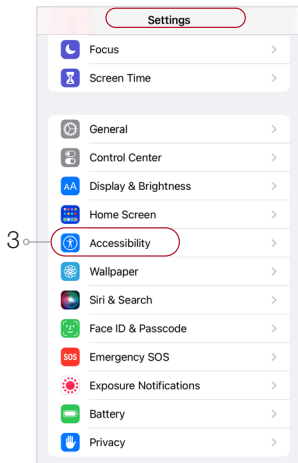 Settings
Focus
Screen Time
General
Control Center
AA Display & Brightness
Home Screen
3 Accessibility
Wallpaper
Siri & Search
Face ID & Passcode
SOS Emergency SOS
Exposure Notifications
Battery
Privacy